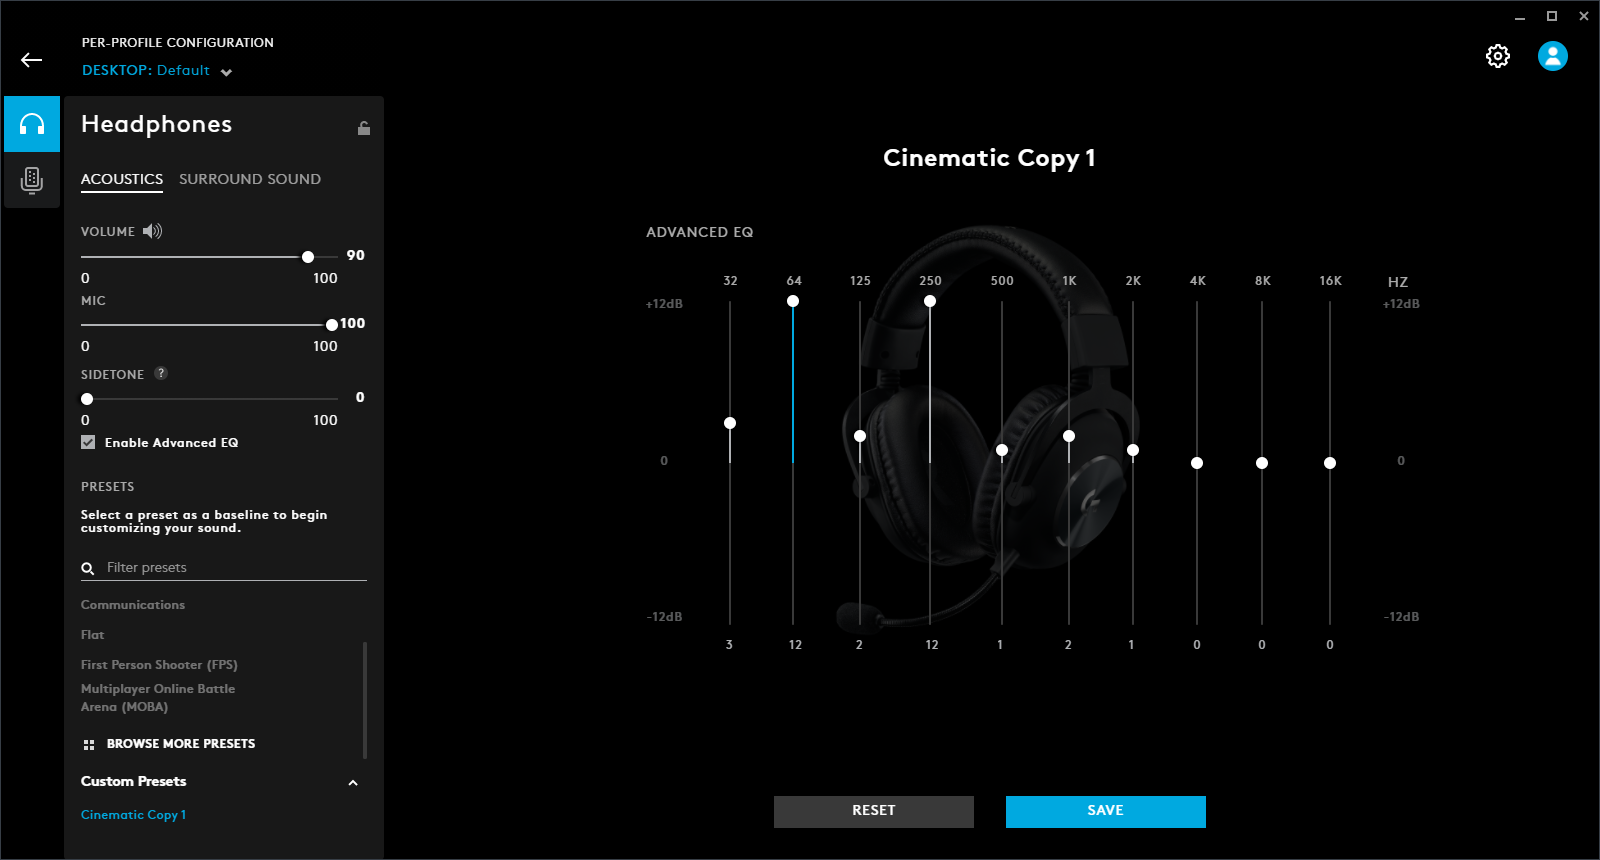 PER-PROFILE CONFIGURATION
DESKTOP: Default
Headphones
ACOUSTICS SURROUND SOUND
VOLUME
90
0 100
MIC
100
0 100
SIDETONE ?
0
0 100
Enable Advanced EQ
PRESETS
Select a preset as a baseline to begin
customizing your sound.
Filter presets
Communications
Flat
First Person Shooter (FPS)
Multiplayer Online Battle
Arena (MOBA)
BROWSE MORE PRESETS
Custom Presets
Cinematic Copy 1
Cinematic Copy 1
ADVANCED EQ
32 64 125 250 500 1K 2K 4K 8K 16K HZ
+12dB +12dB
0 0
-12dB -12dB
3 12 2 12 1 2 1 0 0 0
RESET SAVE